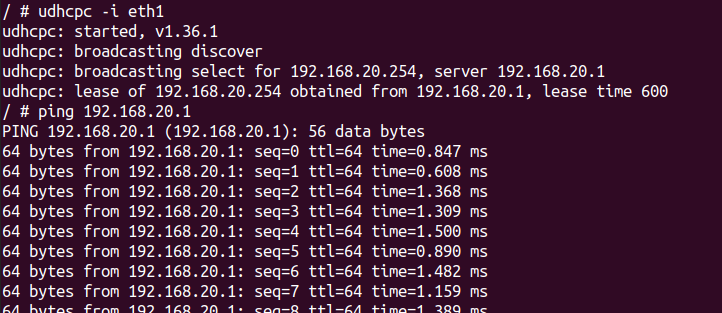 / # udhcpc -i eth1
udhcpc: started, v1.36.1
udhcpc: broadcasting discover
udhcpc: broadcasting select for 192.168.20.254, server 192.168.20.1
udhcpc: lease of 192.168.20.254 obtained from 192.168.20.1, lease time 600
/ # ping 192.168.20.1
PING 192.168.20.1 (192.168.20.1): 56 data bytes
64 bytes from 192.168.20.1: seq=0 ttl=64 time=0.847 ms
64 bytes from 192.168.20.1: seq=1 ttl=64 time=0.608 ms
64 bytes from 192.168.20.1: seq=2 ttl=64 time=1.368 ms
64 bytes from 192.168.20.1: seq=3 ttl=64 time=1.309 ms
64 bytes from 192.168.20.1: seq=4 ttl=64 time=1.500 ms
64 bytes from 192.168.20.1: seq=5 ttl=64 time=0.890 ms
64 bytes from 192.168.20.1: seq=6 ttl=64 time=1.482 ms
64 bytes from 192.168.20.1: seq=7 ttl=64 time=1.159 ms
64 bytes from 192.168.20.1: seq=8 ttl=64 time=1.389 ms